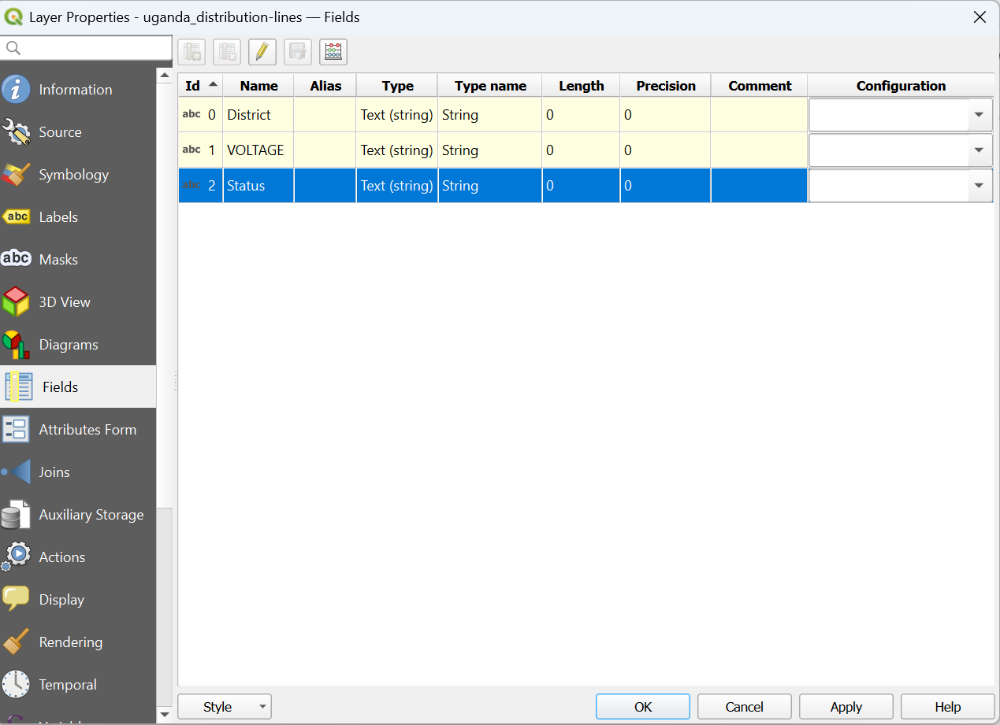 Layer Properties - uganda_distribution-lines — Fields
Information
Source
Symbology
abc Labels
abc Masks
3D View
Diagrams
Fields
Attributes Form
Joins
Auxiliary Storage
Actions
Display
Rendering
Temporal
Id Name Alias Type Type name Length Precision Comment Configuration
abc 0 District Text (string) String 0 0
abc 1 VOLTAGE Text (string) String 0 0
abc 2 Status Text (string) String 0 0
Style OK Cancel Apply Help